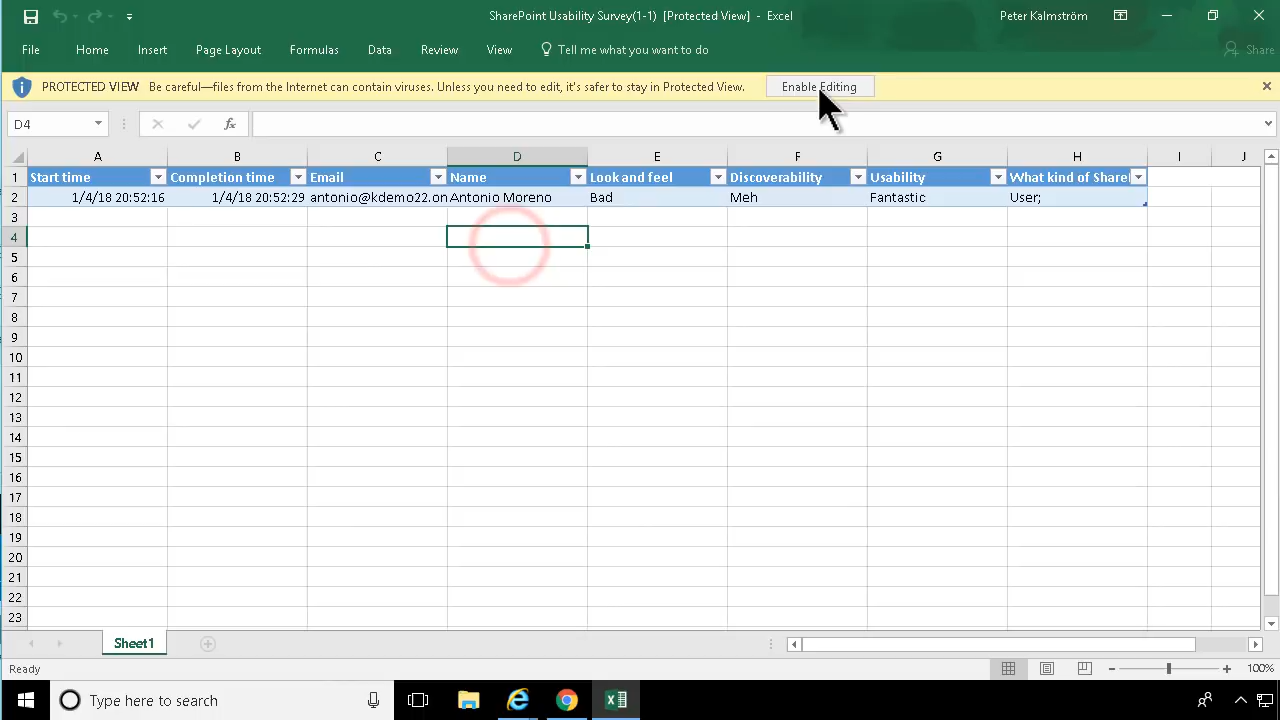 SharePoint Usability Survey(1-1) [Protected View] - Excel
Peter Kalmström
File Home Insert Page Layout Formulas Data Review View Tell me what you want to do Share
PROTECTED VIEW Be careful—files from the Internet can contain viruses. Unless you need to edit, it's safer to stay in Protected View. Enable Editing
D4 fx
A B C D E F G H I J
1 Start time Completion time Email Name Look and feel Discoverability Usability What kind of Share
2 1/4/18 20:52:16 1/4/18 20:52:29 antonio@kdemo22.on Antonio Moreno Bad Meh Fantastic User;
3
4
5
6
7
8
9
10
11
12
13
14
15
16
17
18
19
20
21
22
23
Sheet1
Ready 100%
Type here to search